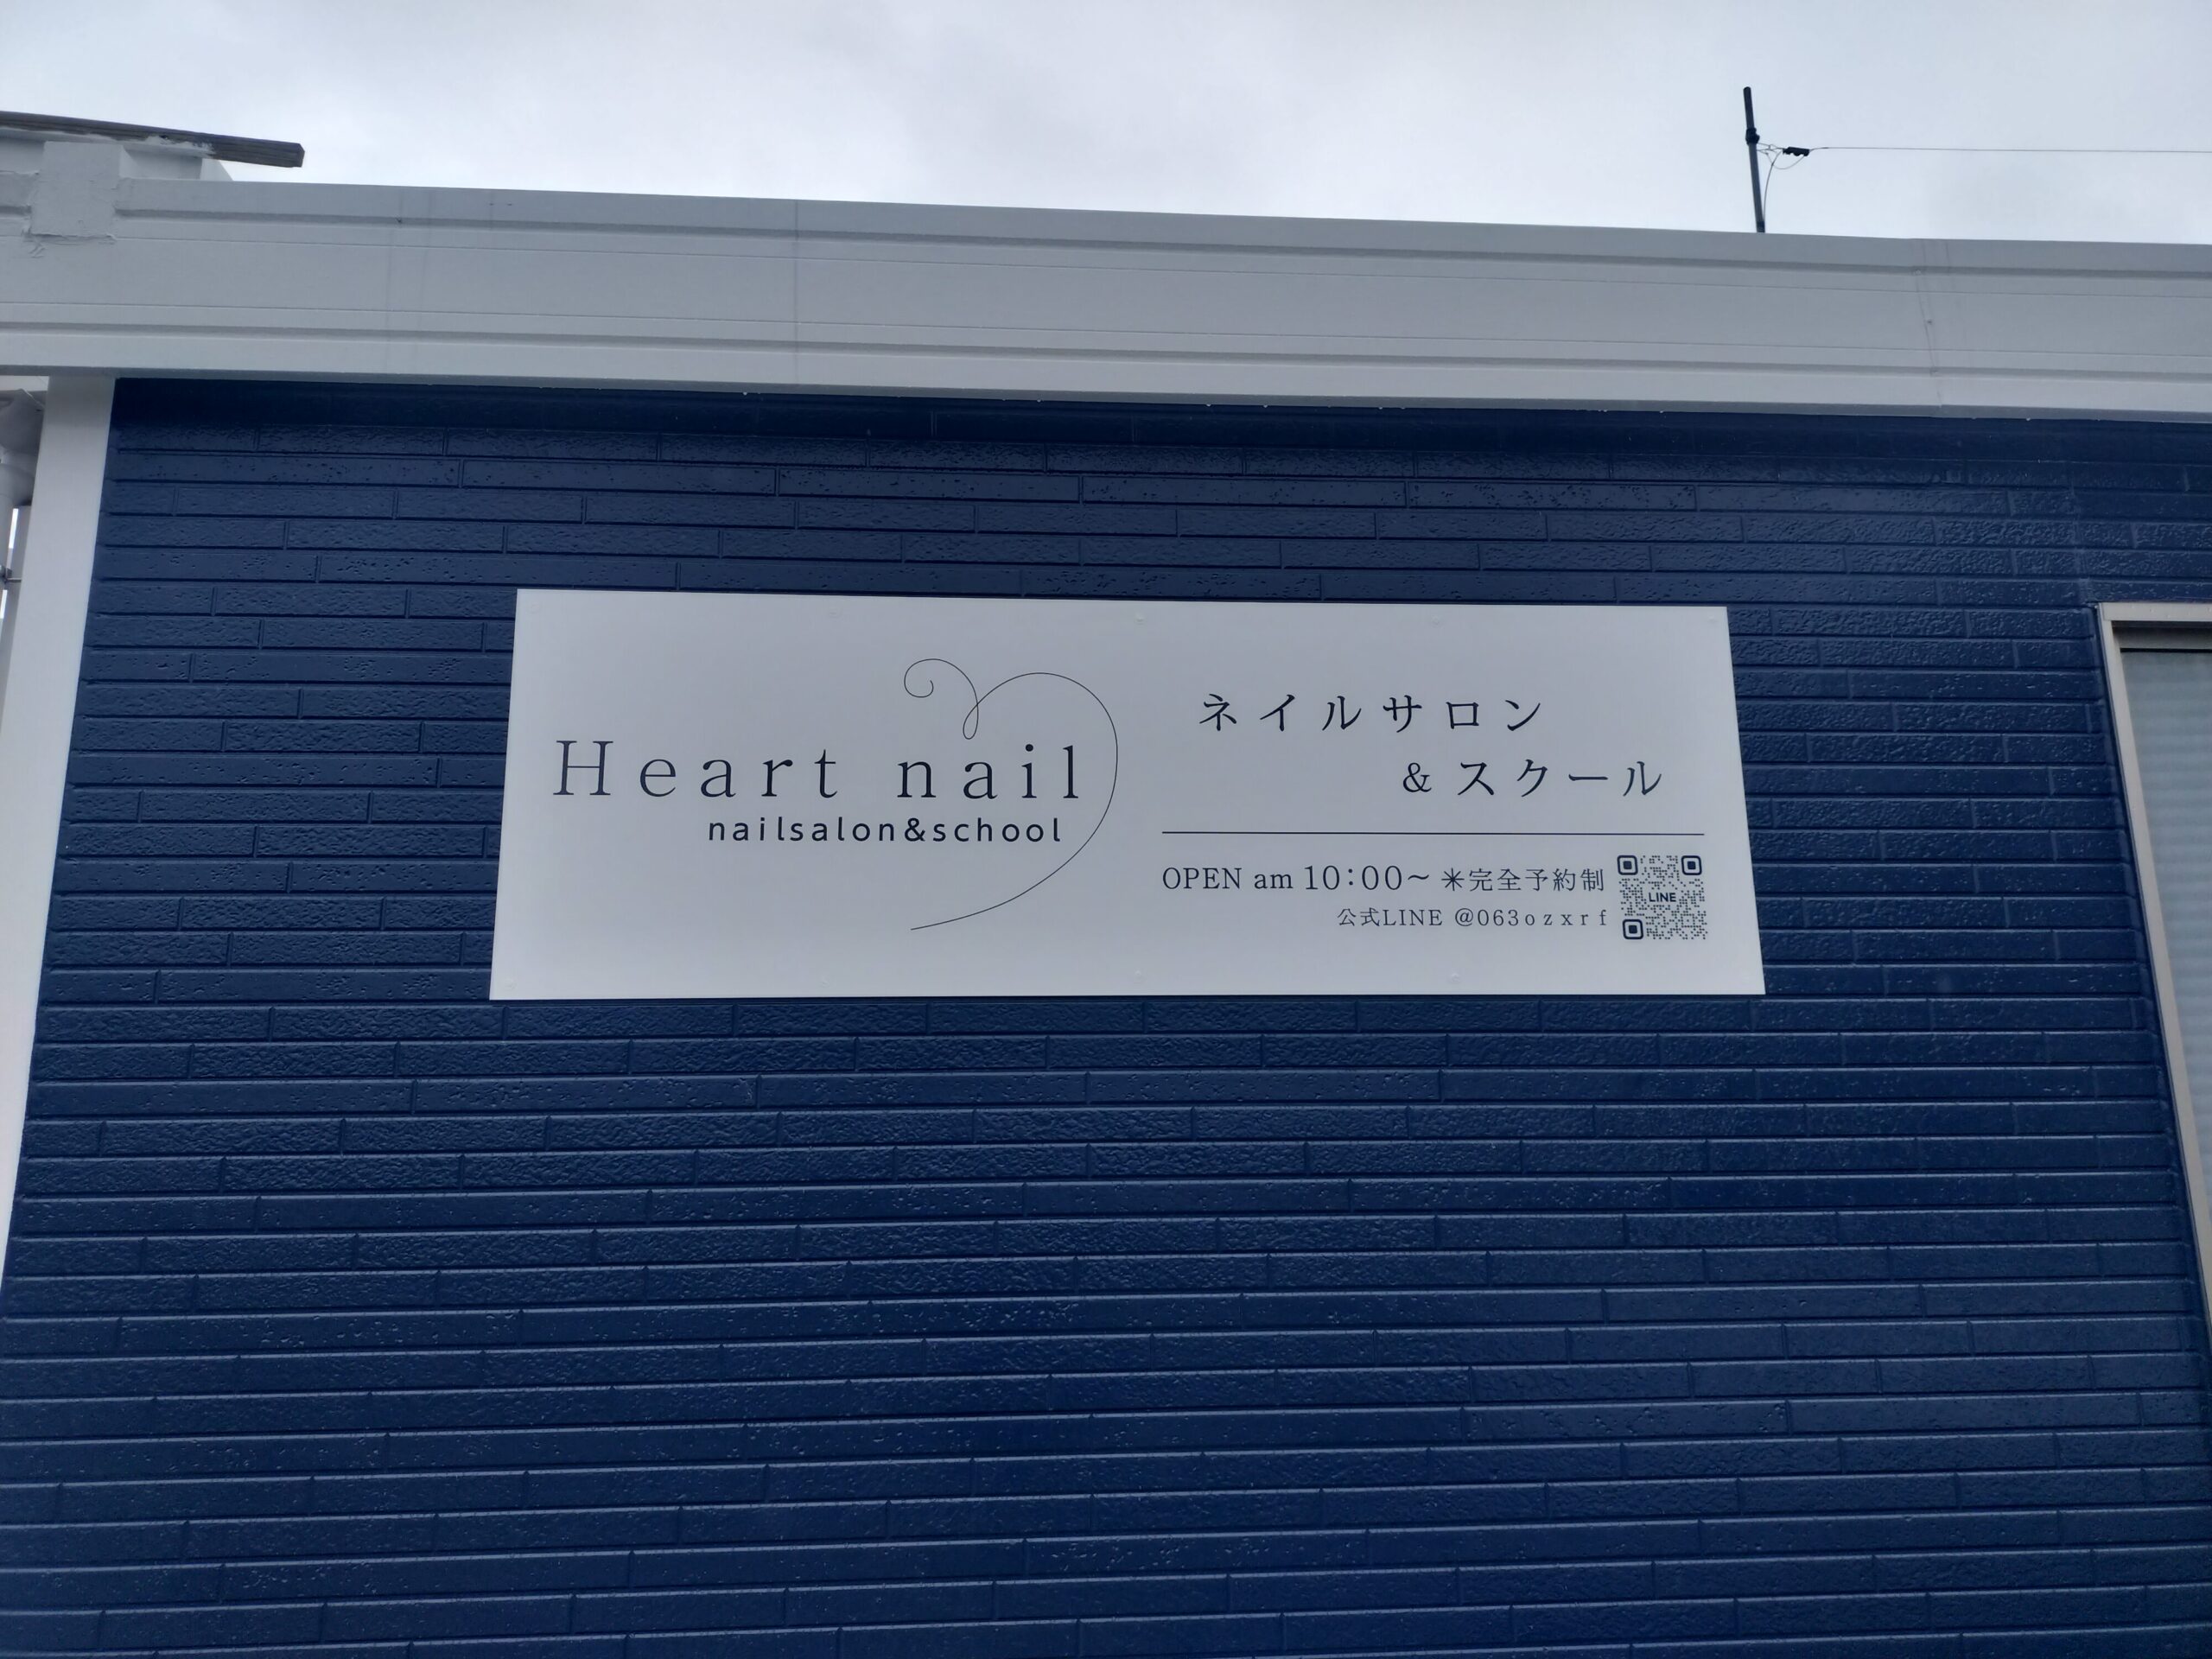 Heart nail
nailsalon&school
ネイルサロン
&スクール
OPEN am 10:00~ ✳完全予約制
公式LINE @063ozxrf
LINE